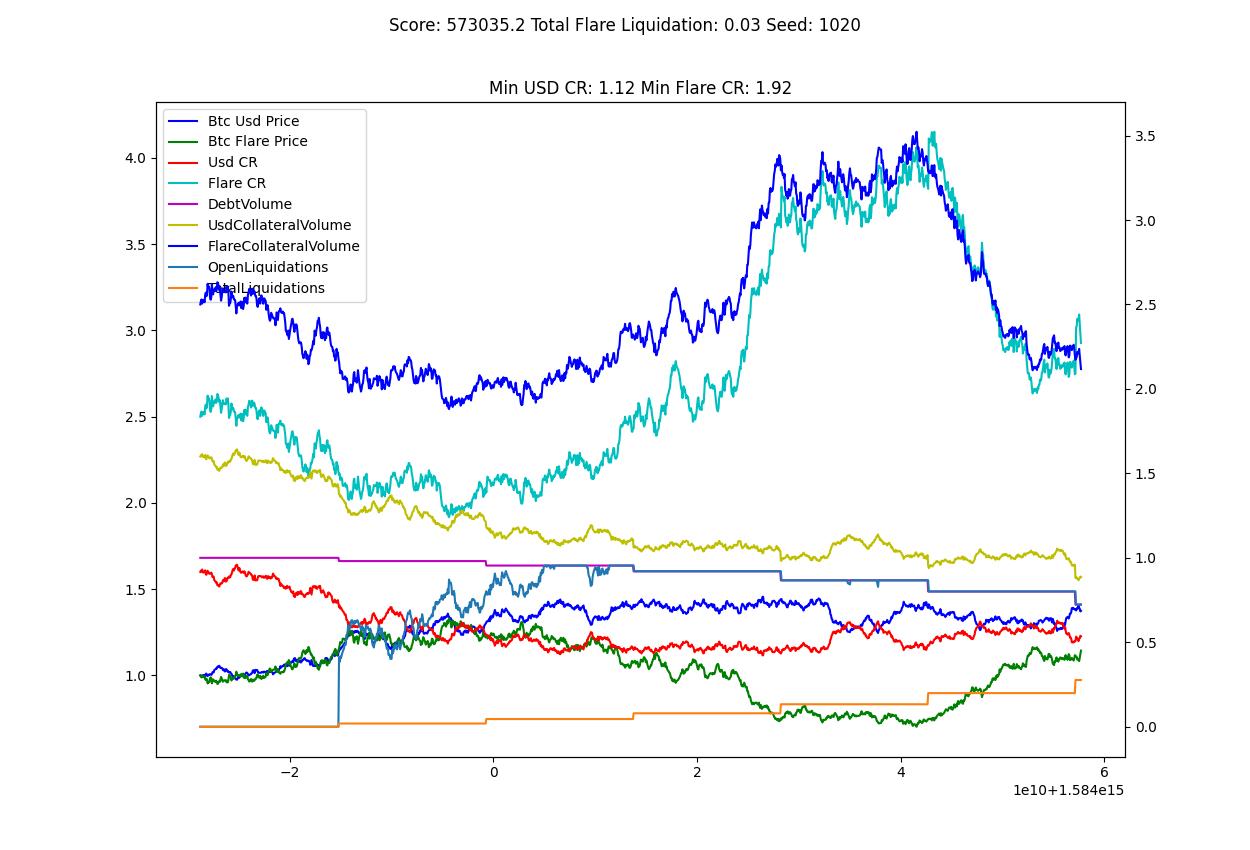 Score: 573035.2 Total Flare Liquidation: 0.03 Seed: 1020
Min USD CR: 1.12 Min Flare CR: 1.92
Btc Usd Price
Btc Flare Price
Usd CR
Flare CR
DebtVolume
UsdCollateralVolume
FlareCollateralVolume
OpenLiquidations
TotalLiquidations
4.0
3.5
3.0
2.5
2.0
1.5
1.0
3.5
3.0
2.5
2.0
1.5
1.0
0.5
0.0
−2
0
2
4
6
1e10+1.584e15